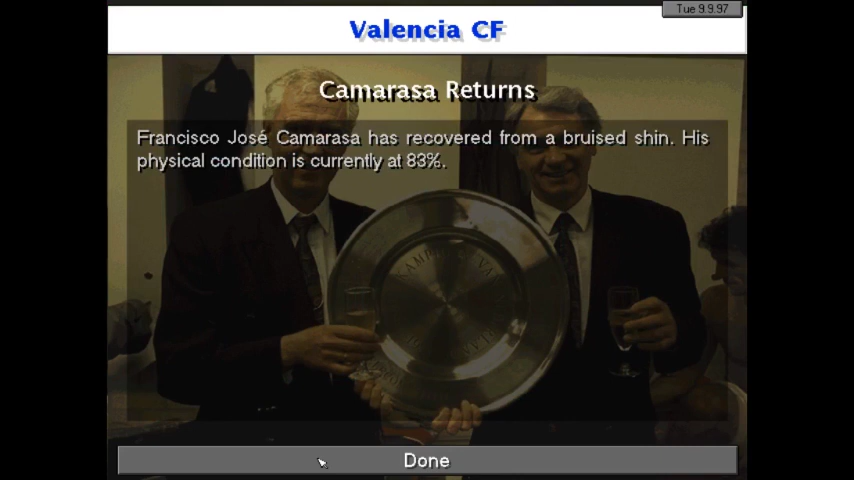 Tue 9.9.97
Valencia CF
Camarasa Returns
Francisco José Camarasa has recovered from a bruised shin. His
physical condition is currently at 83%.
Done